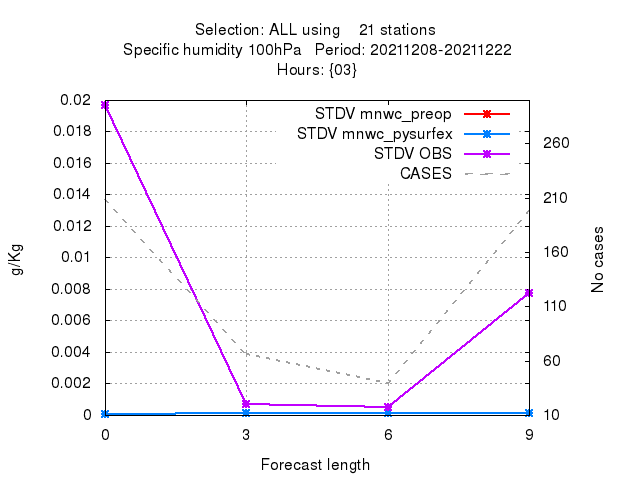 Selection: ALL using    21 stations
Specific humidity 100hPa   Period: 20211208-20211222
Hours: {03}
STDV mnwc_preop
STDV mnwc_pysurfex
STDV OBS
CASES
0.02
0.018
0.016
0.014
0.012
0.01
0.008
0.006
0.004
0.002
0
g/Kg
260
210
160
110
60
10
No cases
0 3 6 9
Forecast length